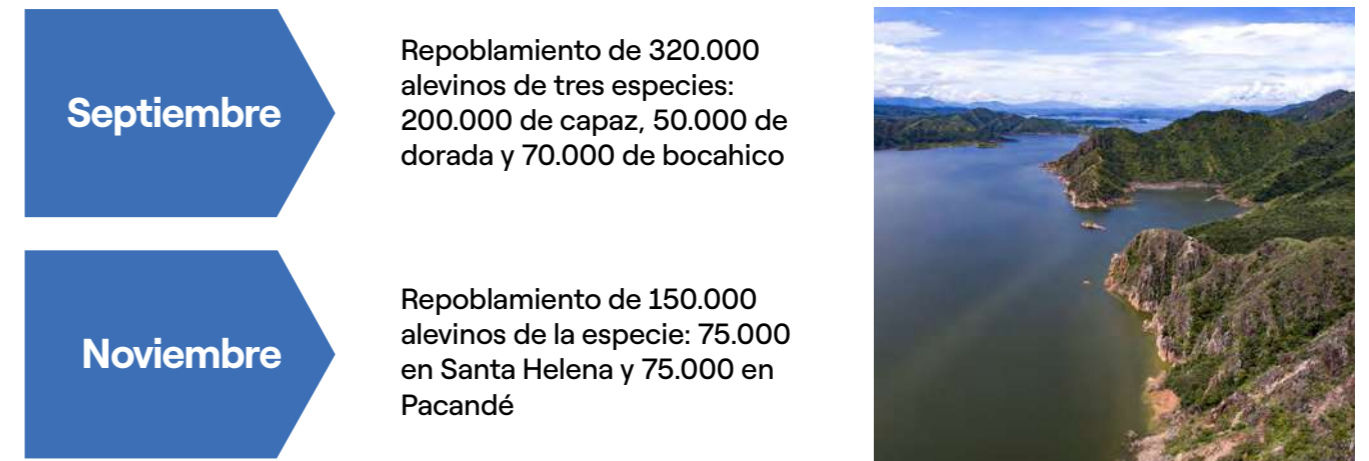 Septiembre
Repoblamiento de 320.000
alevinos de tres especies:
200.000 de capaz, 50.000 de
dorada y 70.000 de bocahico
Noviembre
Repoblamiento de 150.000
alevinos de la especie: 75.000
en Santa Helena y 75.000 en
Pacandé